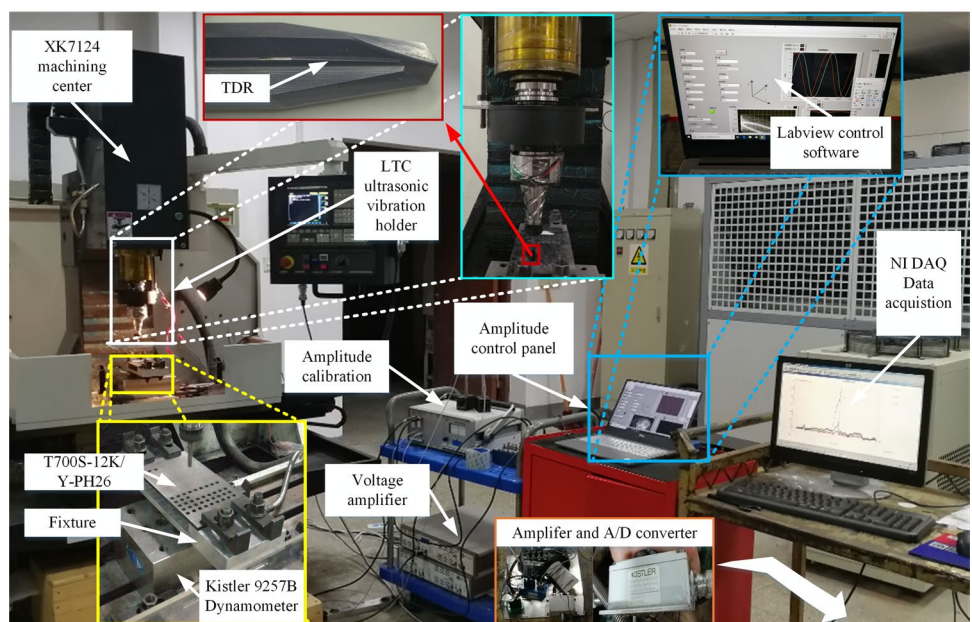 XK7124
machining
center
TDR
LTC
ultrasonic
vibration
holder
Labview control
software
NI DAQ
Data
acquistion
Amplitude
calibration
Amplitude
control panel
T700S-12K/
Y-PH26
Fixture
Kistler 9257B
Dynamometer
Voltage
amplifier
Amplifer and A/D converter
KISTLER